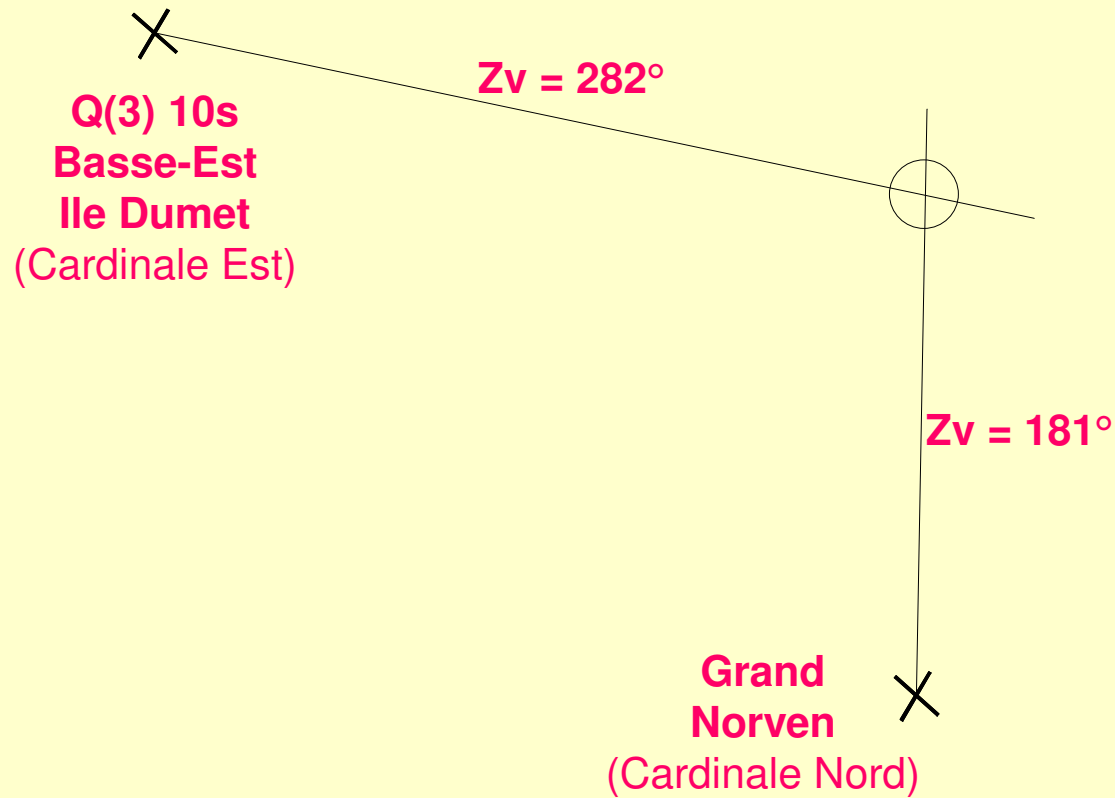 Zv = 282°
Q(3) 10s
Basse-Est
Ile Dumet
(Cardinale Est)
Zv = 181°
Grand
Norven
(Cardinale Nord)